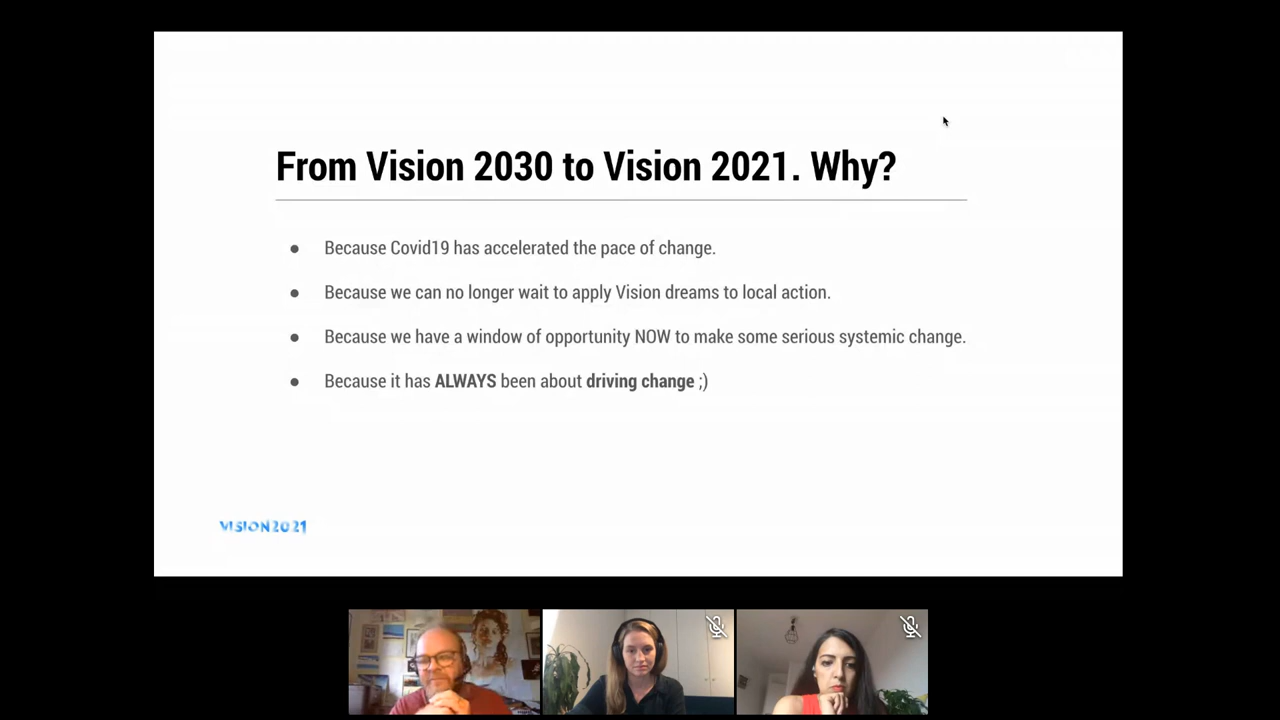 From Vision 2030 to Vision 2021. Why?
● Because Covid19 has accelerated the pace of change.
● Because we can no longer wait to apply Vision dreams to local action.
● Because we have a window of opportunity NOW to make some serious systemic change.
● Because it has ALWAYS been about driving change ;)
VISION2021